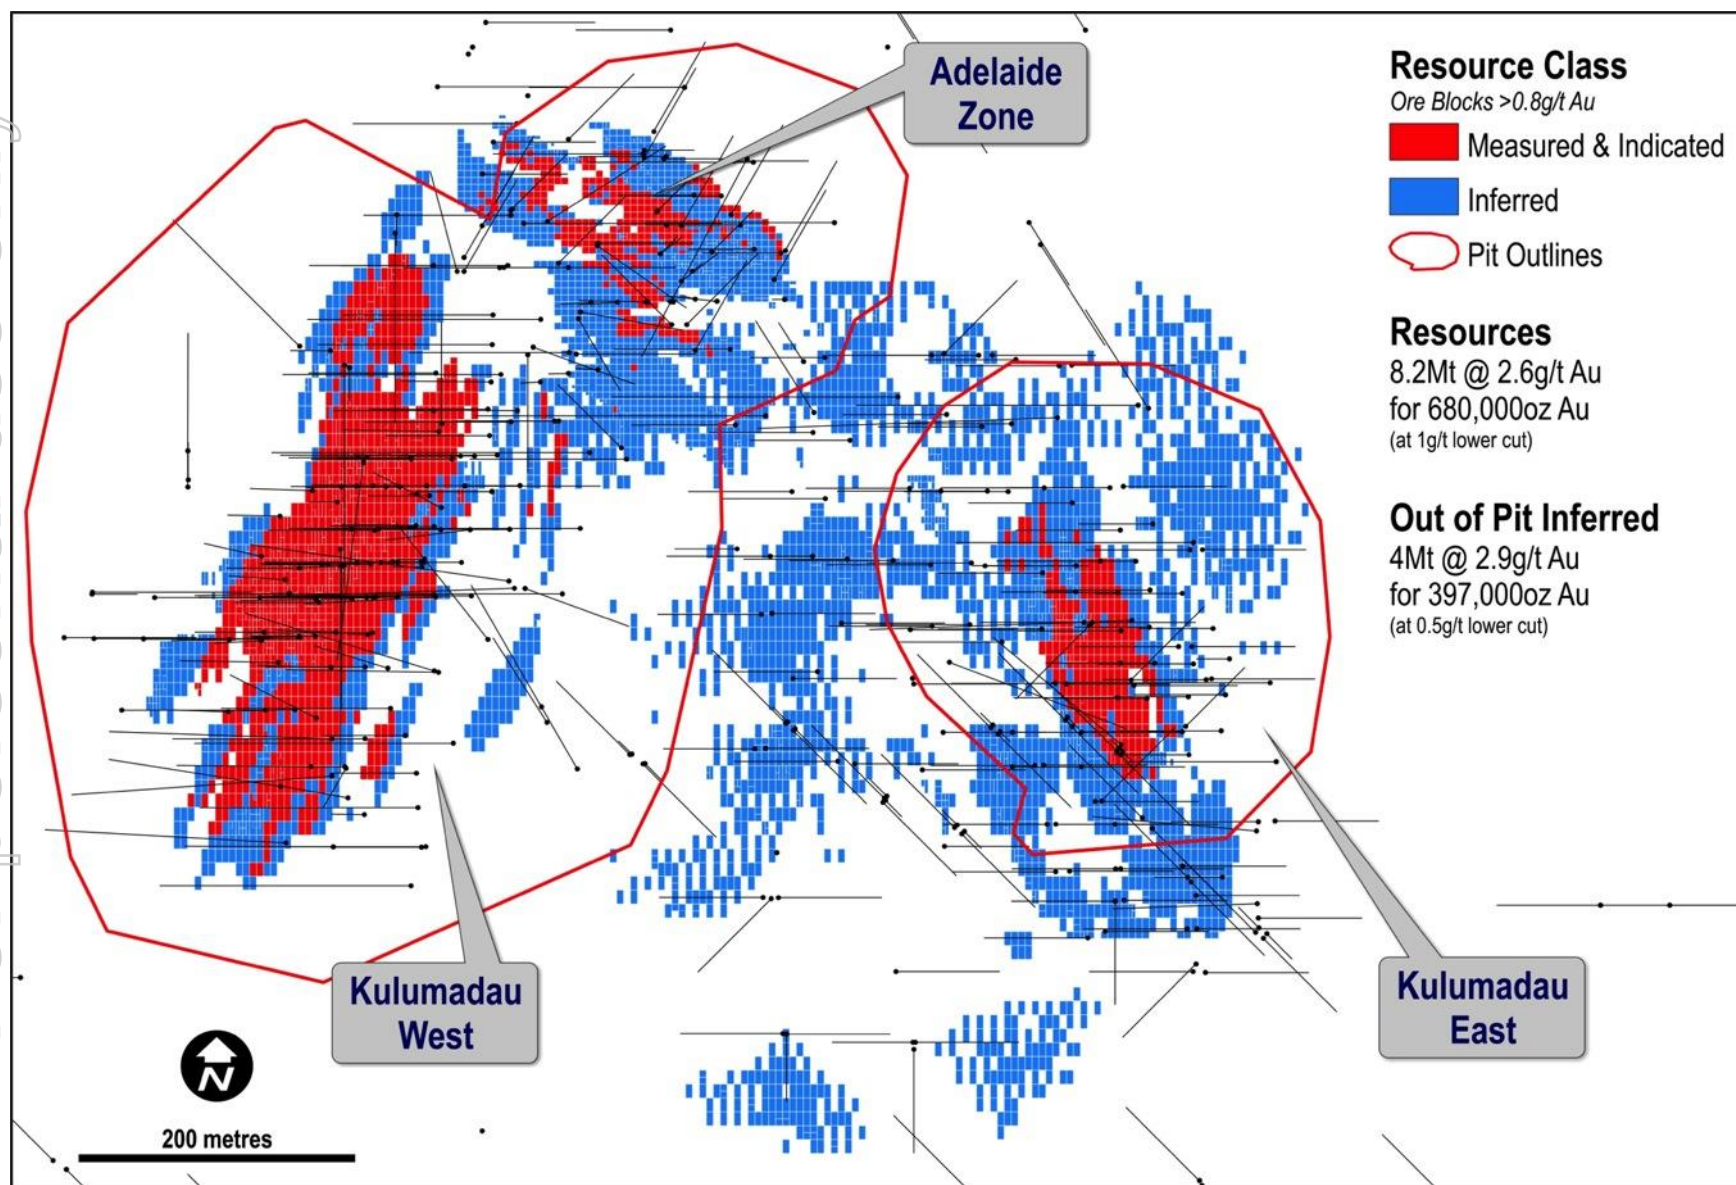 Adelaide
Zone
Resource Class
Ore Blocks >0.8g/t Au
Measured & Indicated
Inferred
Pit Outlines
Resources
8.2Mt @ 2.6g/t Au
for 680,000oz Au
(at 1g/t lower cut)
Out of Pit Inferred
4Mt @ 2.9g/t Au
for 397,000oz Au
(at 0.5g/t lower cut)
Kulumadau
West
Kulumadau
East
N
200 metres